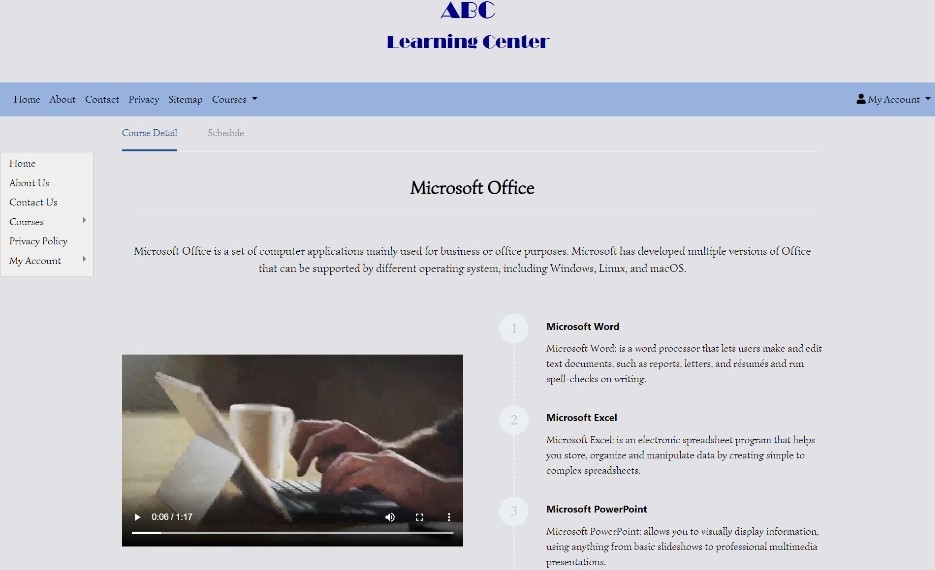 ABC
Learning Center
Home About Contact Privacy Sitemap Courses
My Account
Course Detail Schedule
Home
About Us
Contact Us
Courses
Privacy Policy
My Account
Microsoft Office
Microsoft Office is a set of computer applications mainly used for business or office purposes. Microsoft has developed multiple versions of Office
that can be supported by different operating system, including Windows, Linux, and macOS.
0:06 / 1:17
1
Microsoft Word
Microsoft Word: is a word processor that lets users make and edit
text documents, such as reports, letters, and résumés and run
spell-checks on writing.
2
Microsoft Excel
Microsoft Excel: is an electronic spreadsheet program that helps
you store, organize and manipulate data by creating simple to
complex spreadsheets.
3
Microsoft PowerPoint
Microsoft PowerPoint: allows you to visually display information,
using anything from basic slideshows to professional multimedia
presentations.